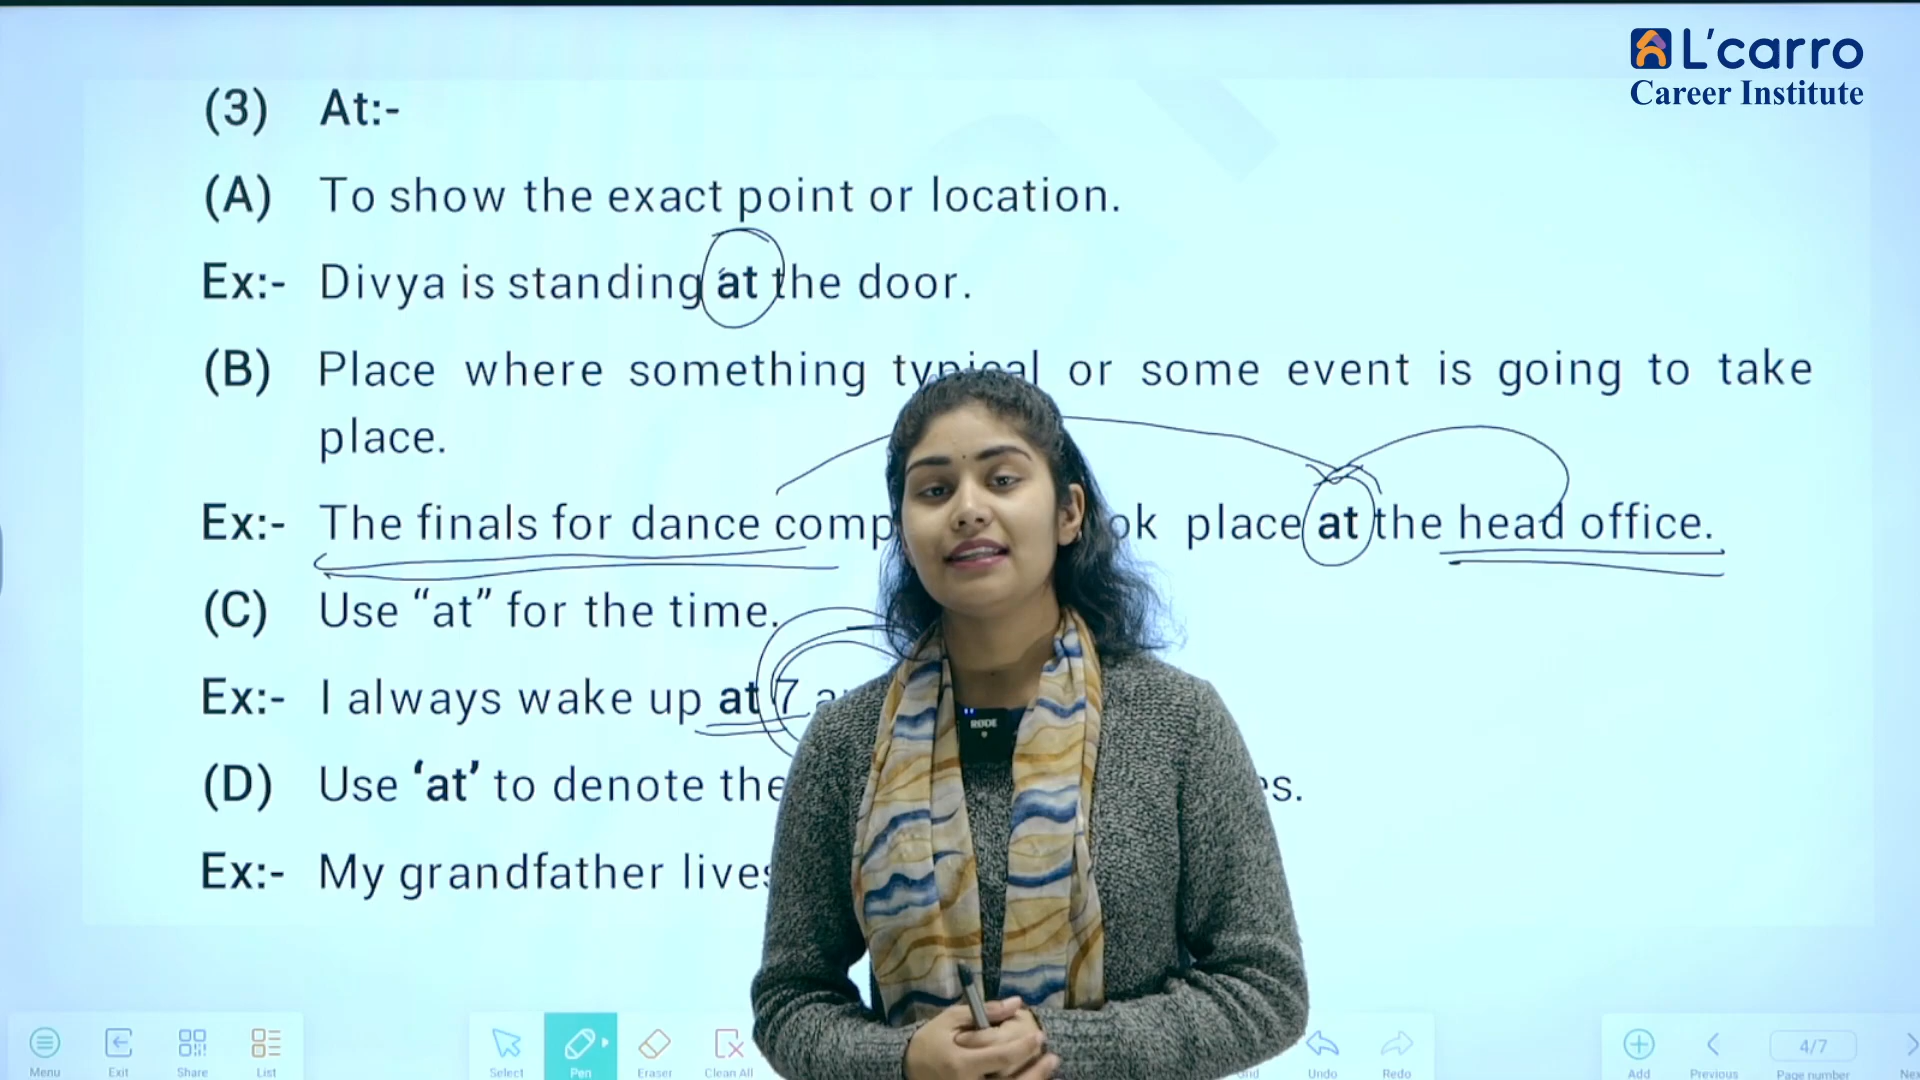 L'carro
Career Institute
(3) At:-
(A) To show the exact point or location.
Ex:- Divya is standing at the door.
(B) Place where something typical or some event is going to take
place.
Ex:- The finals for dance place at the head office.
(C) Use “at” for the time.
Ex:- I always wake up at 7
(D) Use ‘at’ to denote the
Ex:- My grandfather lives
RODE
Menu Exit Share List Select Pen Eraser Clean All Undo Redo Add Previous 4/7 Page number